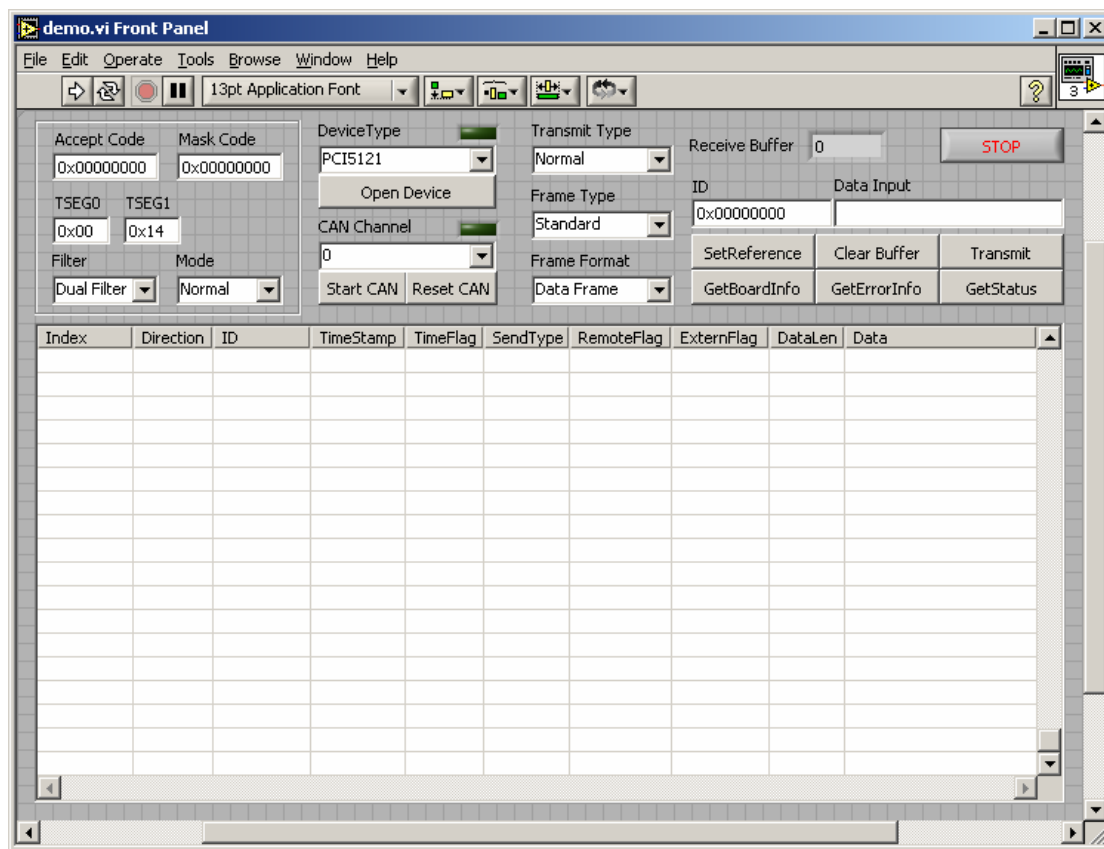 demo.vi Front Panel
File Edit Operate Tools Browse Window Help
13pt Application Font
3
Accept Code Mask Code
0x00000000 0x00000000
TSEG0 TSEG1
0x00 0x14
Filter Mode
Dual Filter Normal
DeviceType
PCI5121
Open Device
CAN Channel
0
Start CAN Reset CAN
Transmit Type
Normal
Frame Type
Standard
Frame Format
Data Frame
Receive Buffer 0 STOP
ID Data Input
0x00000000
SetReference Clear Buffer Transmit
GetBoardInfo GetErrorInfo GetStatus
Index Direction ID TimeStamp TimeFlag SendType RemoteFlag ExternFlag DataLen Data